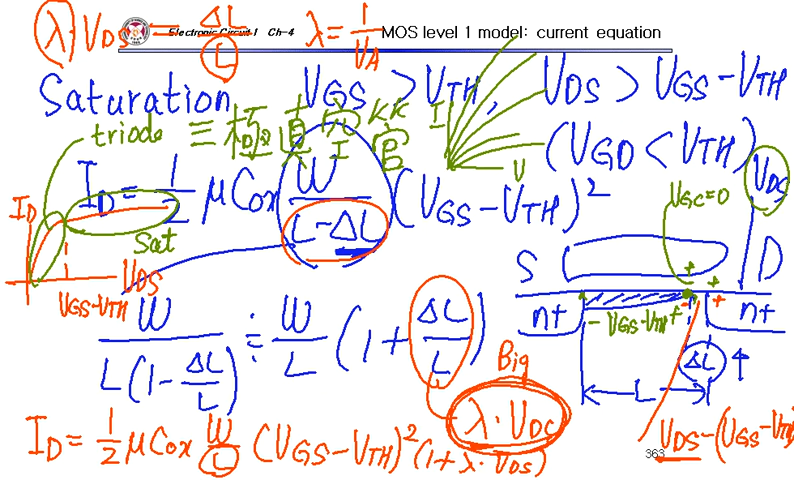 λ·VDS = ΔL/L
Electronic Circuit-I Ch-4
λ = 1/VA
MOS level 1 model: current equation
Saturation VGS > VTH, VDS > VGS-VTH
triode 三極 真空 KK 管
I
V
(VGD < VTH)
VDS
ID = 1/2 μCox W/(L-ΔL) (VGS-VTH)²
VGC=0
ID
Sat
VDS
VGS-VTH
S D
n+ - VGS-VTH + n+
W/(L(1-ΔL/L)) ≒ W/L (1+ ΔL/L)
ΔL ↑
L
Big
λ·VDS
ID = 1/2 μCox W/L (VGS-VTH)² (1+λ·VDS)
VDS-(VGS-VTH)
363